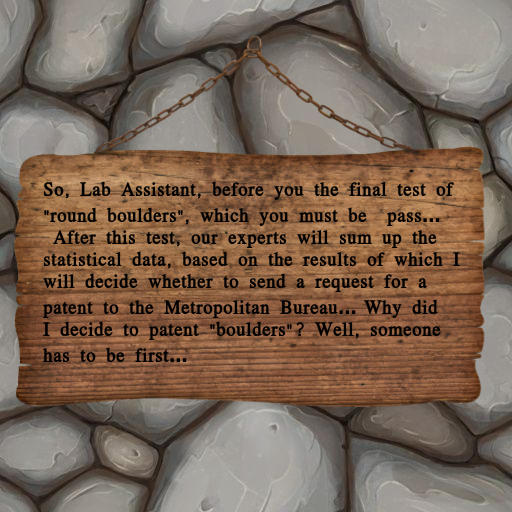 So, Lab Assistant, before you the final test of
"round boulders", which you must be pass...
After this test, our experts will sum up the
statistical data, based on the results of which I
will decide whether to send a request for a
patent to the Metropolitan Bureau... Why did
I decide to patent "boulders"? Well, someone
has to be first...